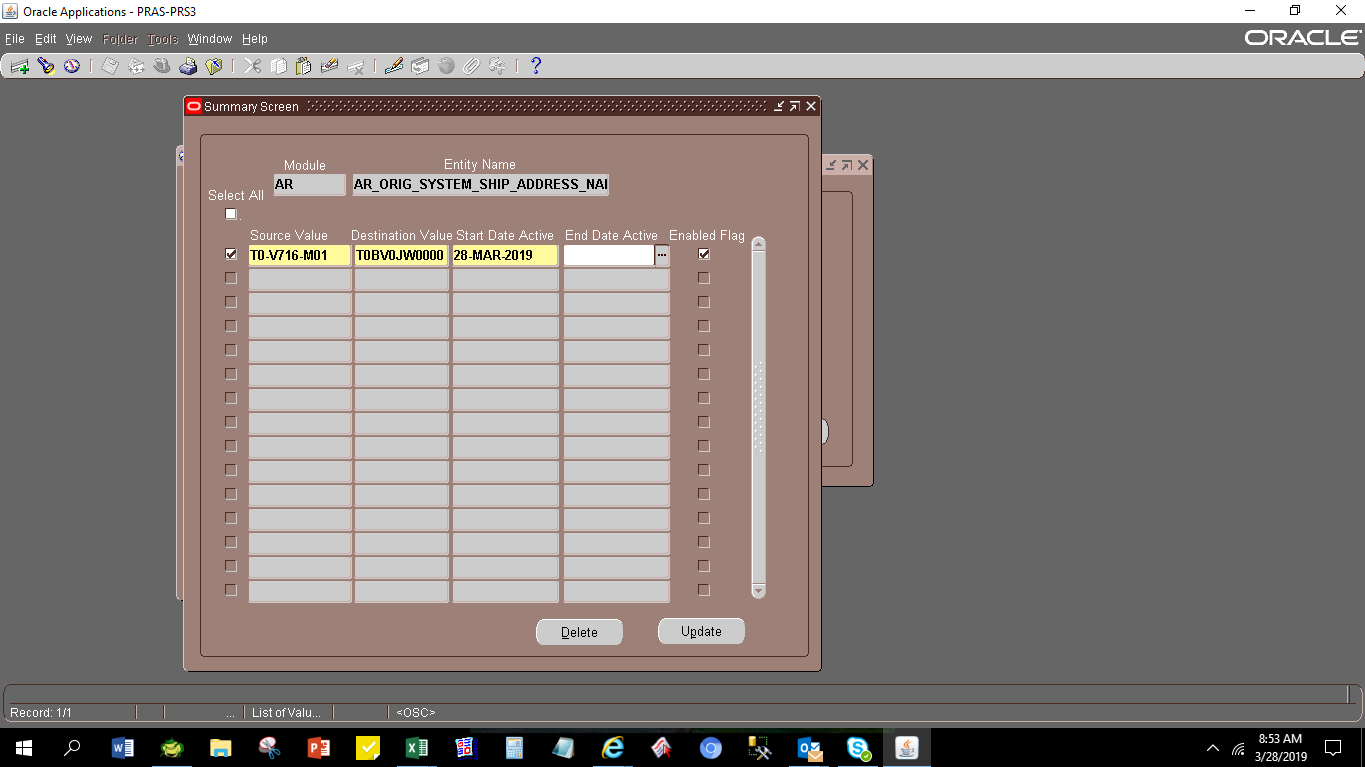 Oracle Applications - PRAS-PRS3
File Edit View Folder Tools Window Help
ORACLE
Summary Screen
Module Entity Name
AR AR_ORIG_SYSTEM_SHIP_ADDRESS_NAI
Select All
Source Value Destination Value Start Date Active End Date Active Enabled Flag
T0-V716-M01 T0BV0JW0000 28-MAR-2019 ...
Delete Update
Record: 1/1 ... List of Valu... <OSC>
8:53 AM
3/28/2019